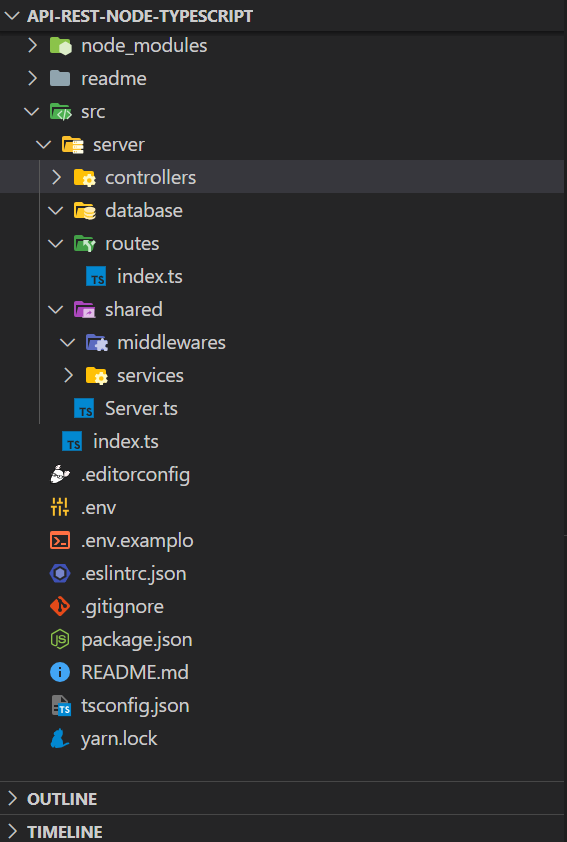 API-REST-NODE-TYPESCRIPT
node_modules
readme
src
server
controllers
database
routes
TS index.ts
shared
middlewares
services
TS Server.ts
TS index.ts
.editorconfig
.env
.env.examplo
.eslintrc.json
.gitignore
JS package.json
README.md
TS tsconfig.json
yarn.lock
OUTLINE
TIMELINE